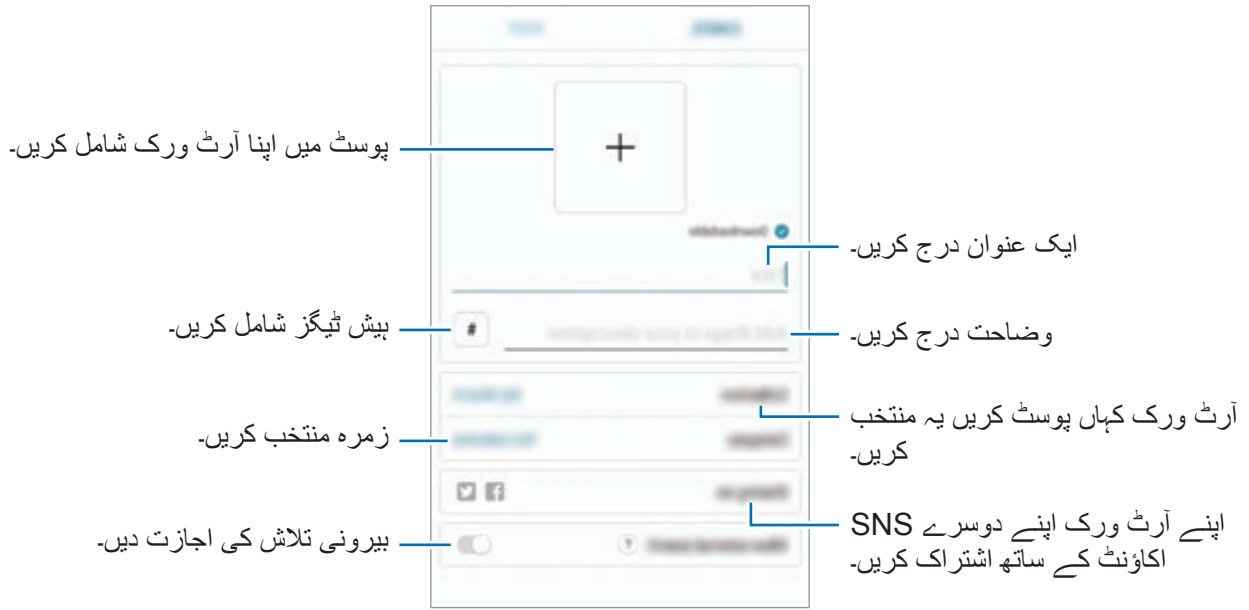 پوسٹ میں اپنا آرٹ ورک شامل کریں۔
ایک عنوان درج کریں۔
ہیش ٹیگز شامل کریں۔
#
وضاحت درج کریں۔
آرٹ ورک کہاں پوسٹ کریں یہ منتخب
کریں۔
زمرہ منتخب کریں۔
اپنے آرٹ ورک اپنے دوسرے SNS
اکاؤنٹ کے ساتھ اشتراک کریں۔
بیرونی تلاش کی اجازت دیں۔